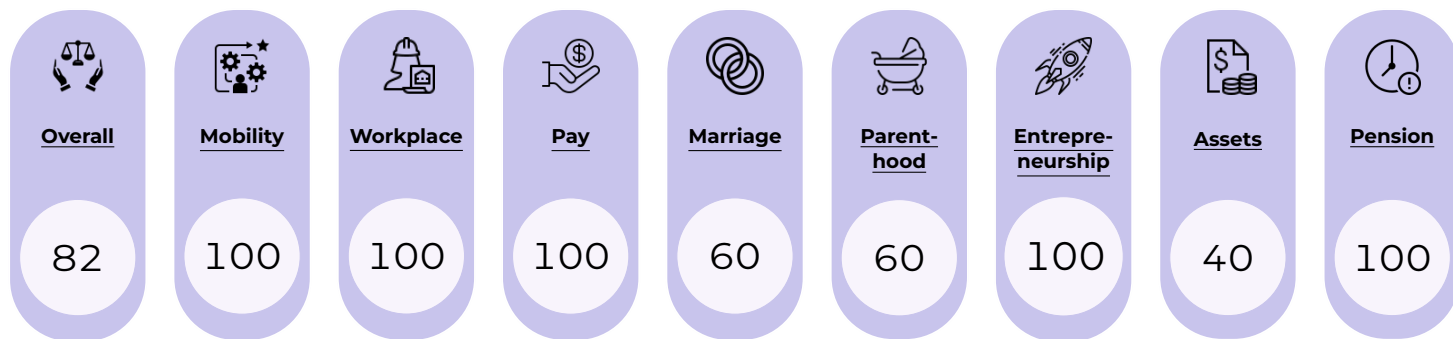 Overall
82
Mobility
100
Workplace
100
$
Pay
100
Marriage
60
Parent-
hood
60
Entrepre-
neurship
100
$
Assets
40
Pension
100